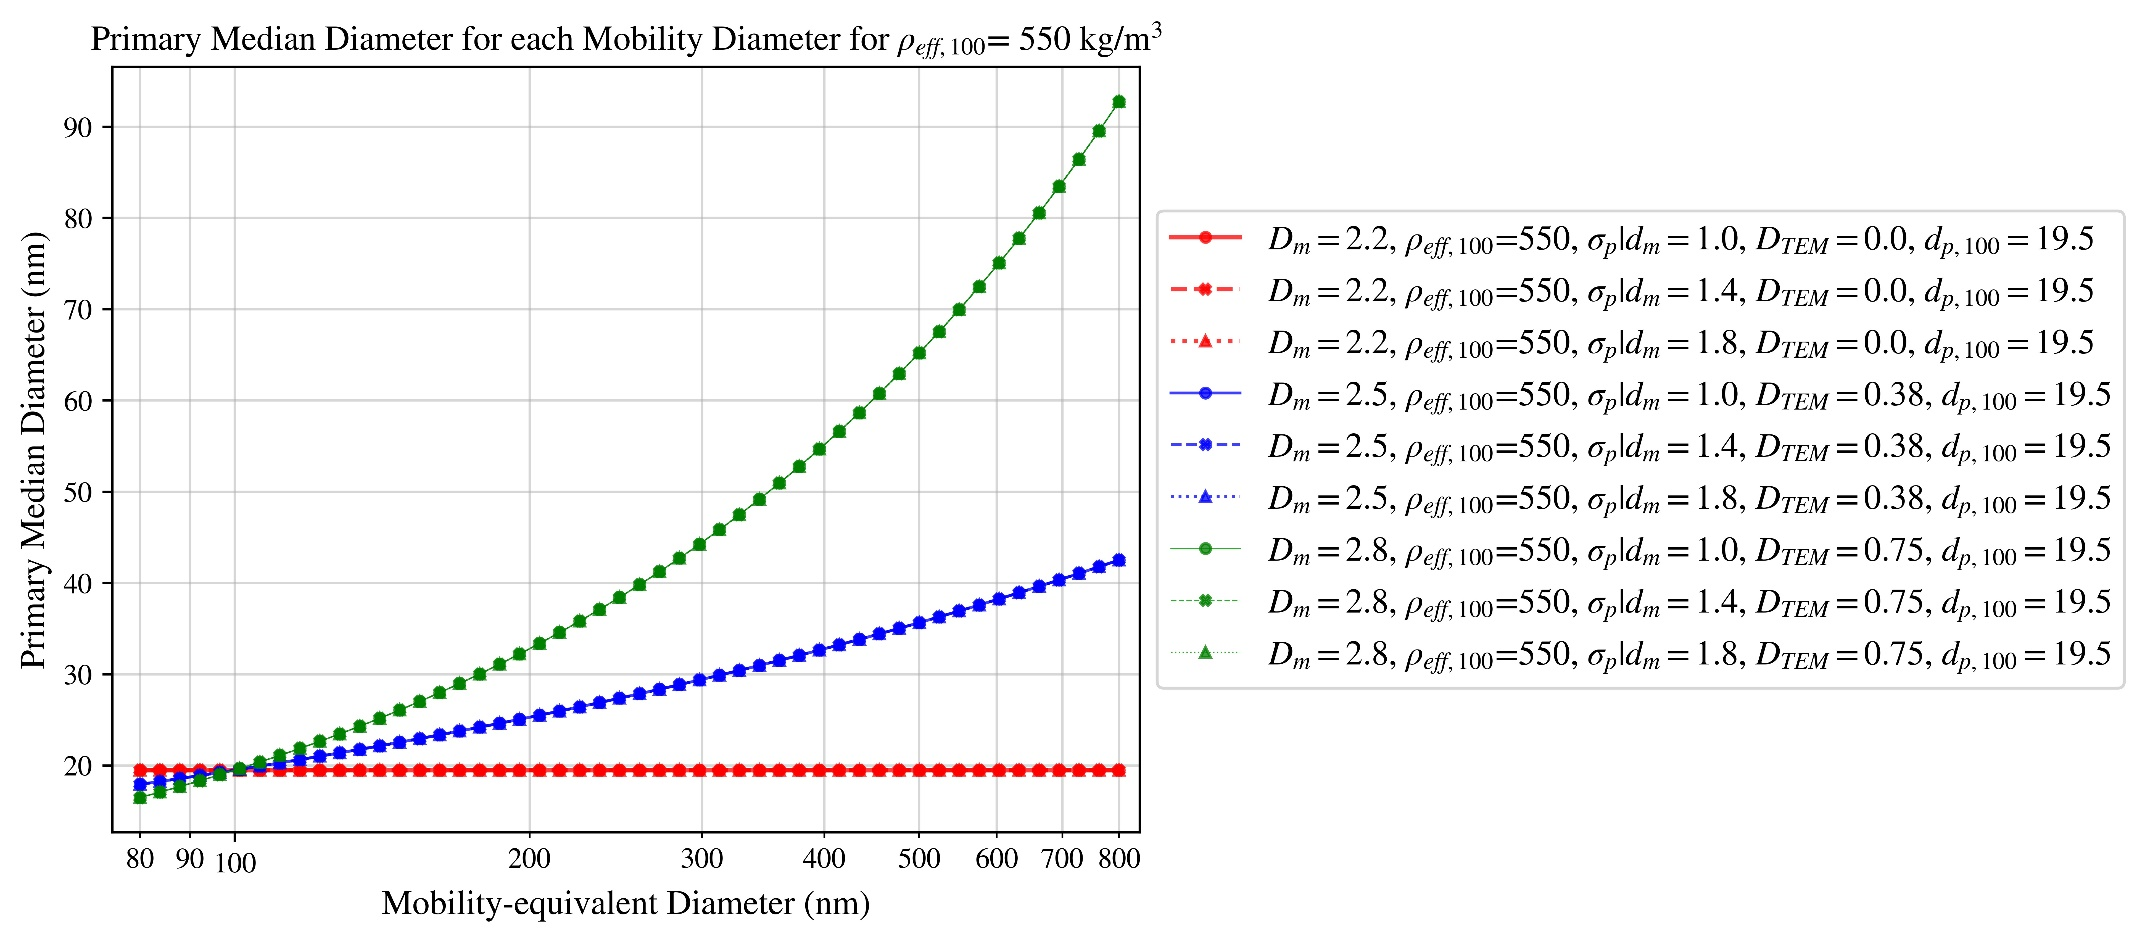 Primary Median Diameter for each Mobility Diameter for ρeff,100= 550 kg/m³
Primary Median Diameter (nm)
90
80
70
60
50
40
30
20
80 90 100 200 300 400 500 600 700 800
Mobility-equivalent Diameter (nm)
Dm = 2.2, ρeff,100=550, σp|dm = 1.0, DTEM = 0.0, dp,100 = 19.5
Dm = 2.2, ρeff,100=550, σp|dm = 1.4, DTEM = 0.0, dp,100 = 19.5
Dm = 2.2, ρeff,100=550, σp|dm = 1.8, DTEM = 0.0, dp,100 = 19.5
Dm = 2.5, ρeff,100=550, σp|dm = 1.0, DTEM = 0.38, dp,100 = 19.5
Dm = 2.5, ρeff,100=550, σp|dm = 1.4, DTEM = 0.38, dp,100 = 19.5
Dm = 2.5, ρeff,100=550, σp|dm = 1.8, DTEM = 0.38, dp,100 = 19.5
Dm = 2.8, ρeff,100=550, σp|dm = 1.0, DTEM = 0.75, dp,100 = 19.5
Dm = 2.8, ρeff,100=550, σp|dm = 1.4, DTEM = 0.75, dp,100 = 19.5
Dm = 2.8, ρeff,100=550, σp|dm = 1.8, DTEM = 0.75, dp,100 = 19.5